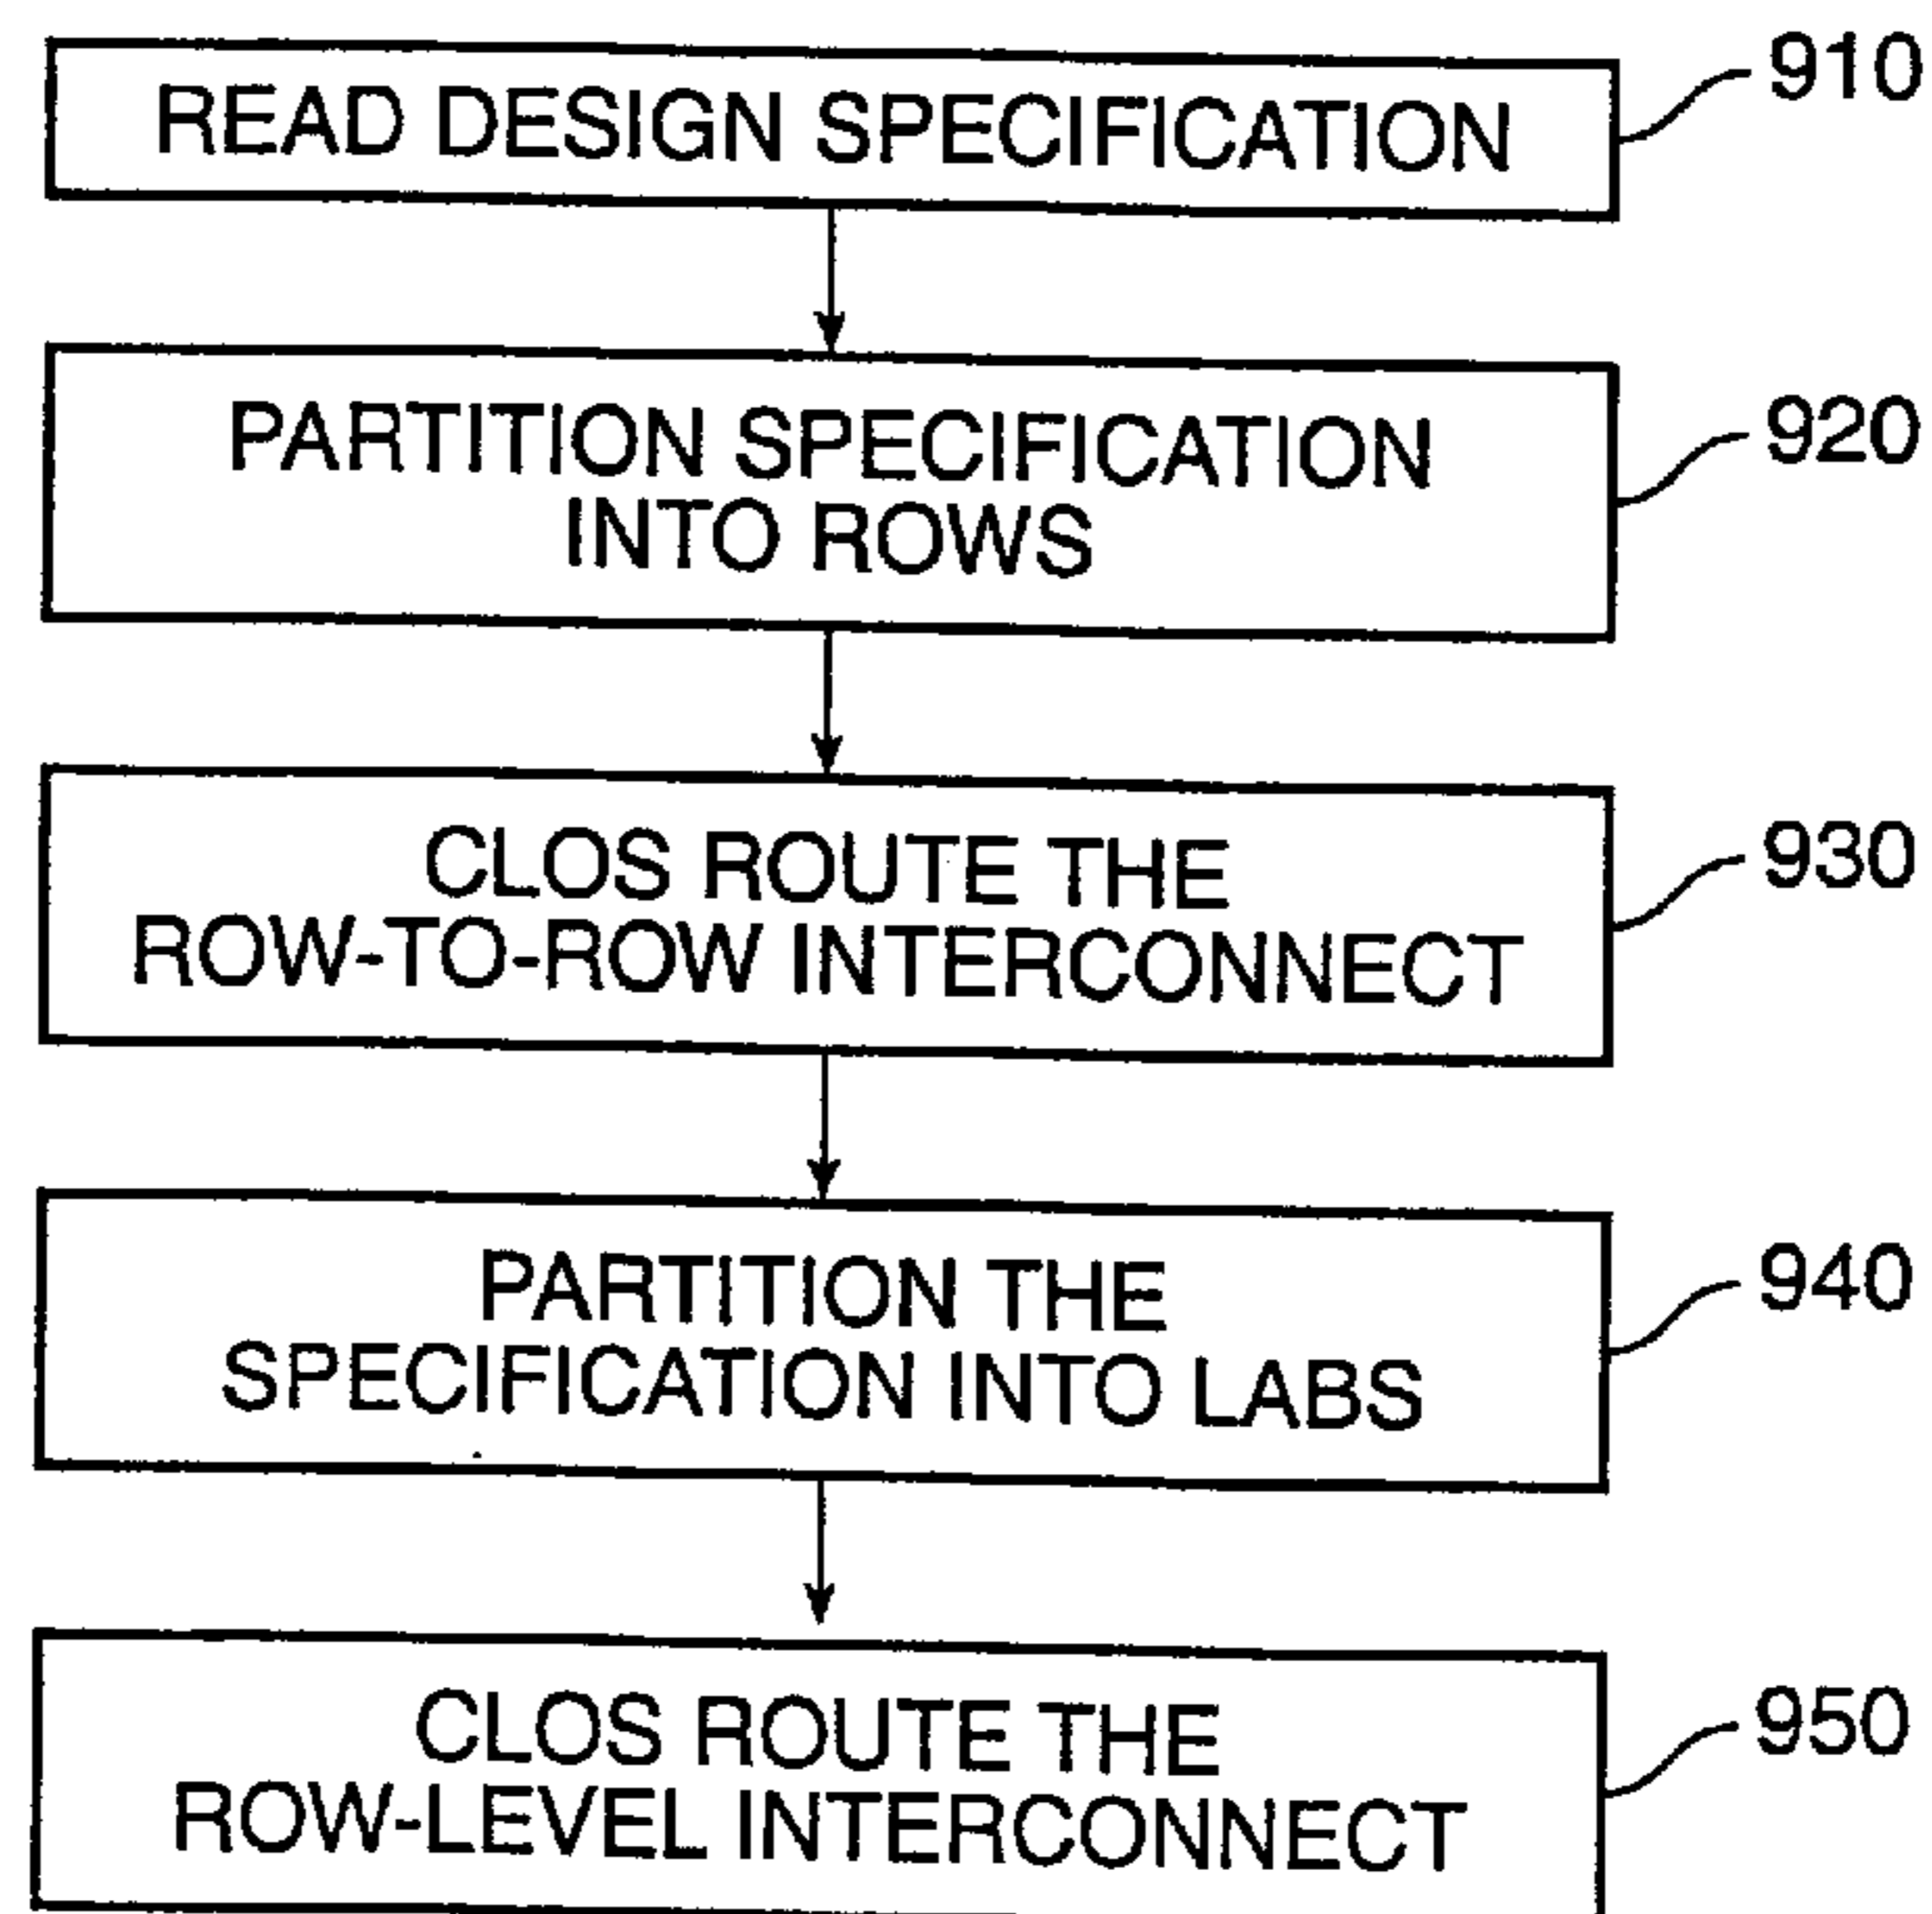 READ DESIGN SPECIFICATION
910
PARTITION SPECIFICATION
INTO ROWS
920
CLOS ROUTE THE
ROW-TO-ROW INTERCONNECT
930
PARTITION THE
SPECIFICATION INTO LABS
940
CLOS ROUTE THE
ROW-LEVEL INTERCONNECT
950